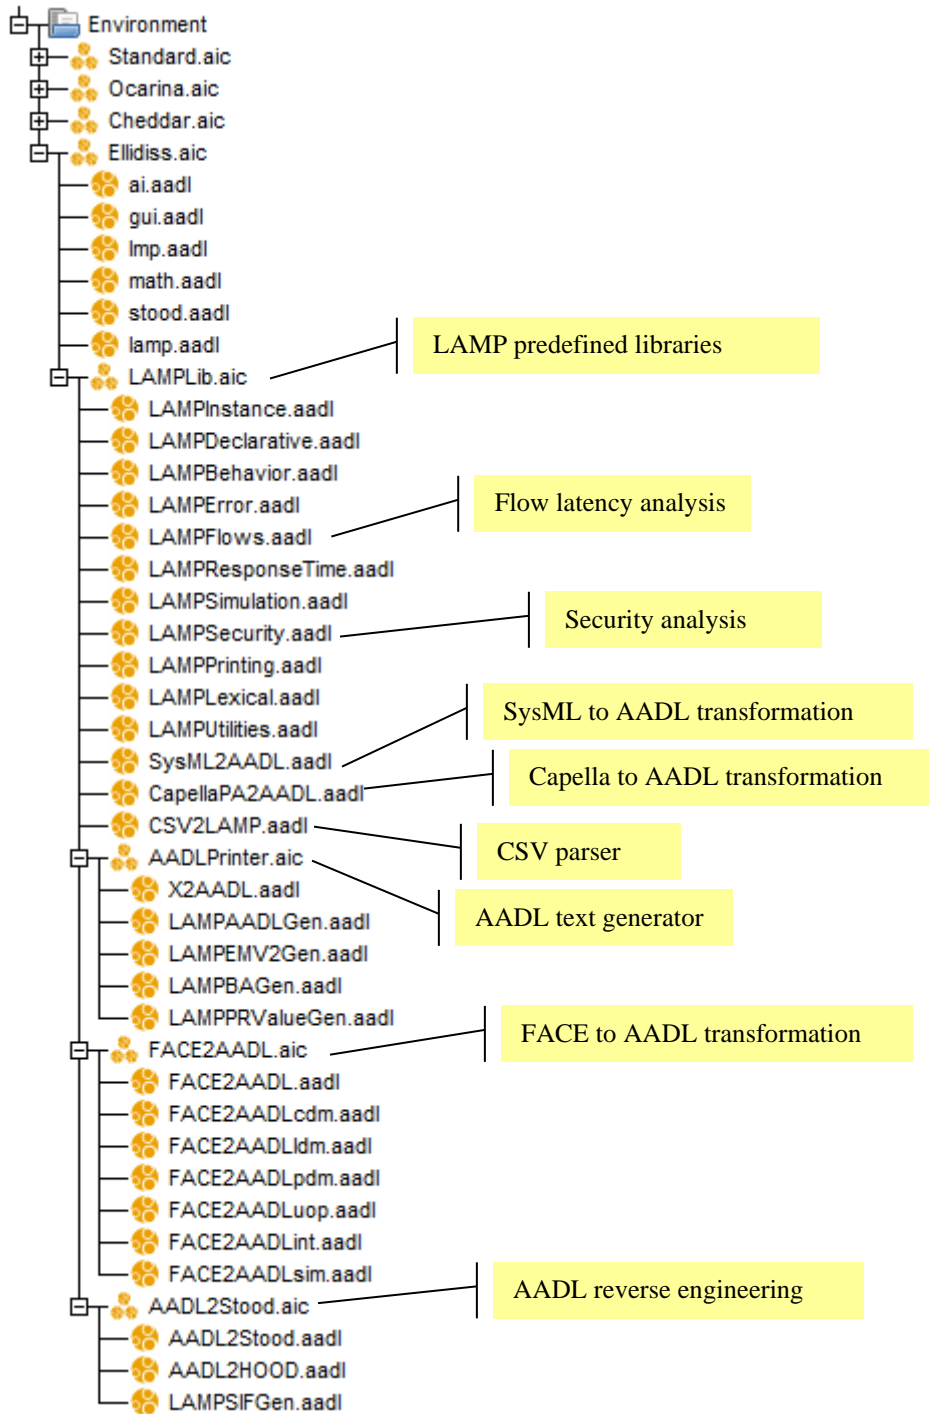 Environment
Standard.aic
Ocarina.aic
Cheddar.aic
Ellidiss.aic
ai.aadl
gui.aadl
lmp.aadl
math.aadl
stood.aadl
lamp.aadl
LAMP predefined libraries
LAMPLib.aic
LAMPInstance.aadl
LAMPDeclarative.aadl
LAMPBehavior.aadl
LAMPError.aadl
Flow latency analysis
LAMPFlows.aadl
LAMPResponseTime.aadl
LAMPSimulation.aadl
Security analysis
LAMPSecurity.aadl
LAMPPrinting.aadl
LAMPLexical.aadl
SysML to AADL transformation
LAMPUtilities.aadl
SysML2AADL.aadl
Capella to AADL transformation
CapellaPA2AADL.aadl
CSV2LAMP.aadl
CSV parser
AADLPrinter.aic
X2AADL.aadl
AADL text generator
LAMPAADLGen.aadl
LAMPEMV2Gen.aadl
LAMPBAGen.aadl
LAMPPRValueGen.aadl
FACE to AADL transformation
FACE2AADL.aic
FACE2AADL.aadl
FACE2AADLcdm.aadl
FACE2AADLldm.aadl
FACE2AADLpdm.aadl
FACE2AADLuop.aadl
FACE2AADLint.aadl
FACE2AADLsim.aadl
AADL reverse engineering
AADL2Stood.aic
AADL2Stood.aadl
AADL2HOOD.aadl
LAMPSIFGen.aadl